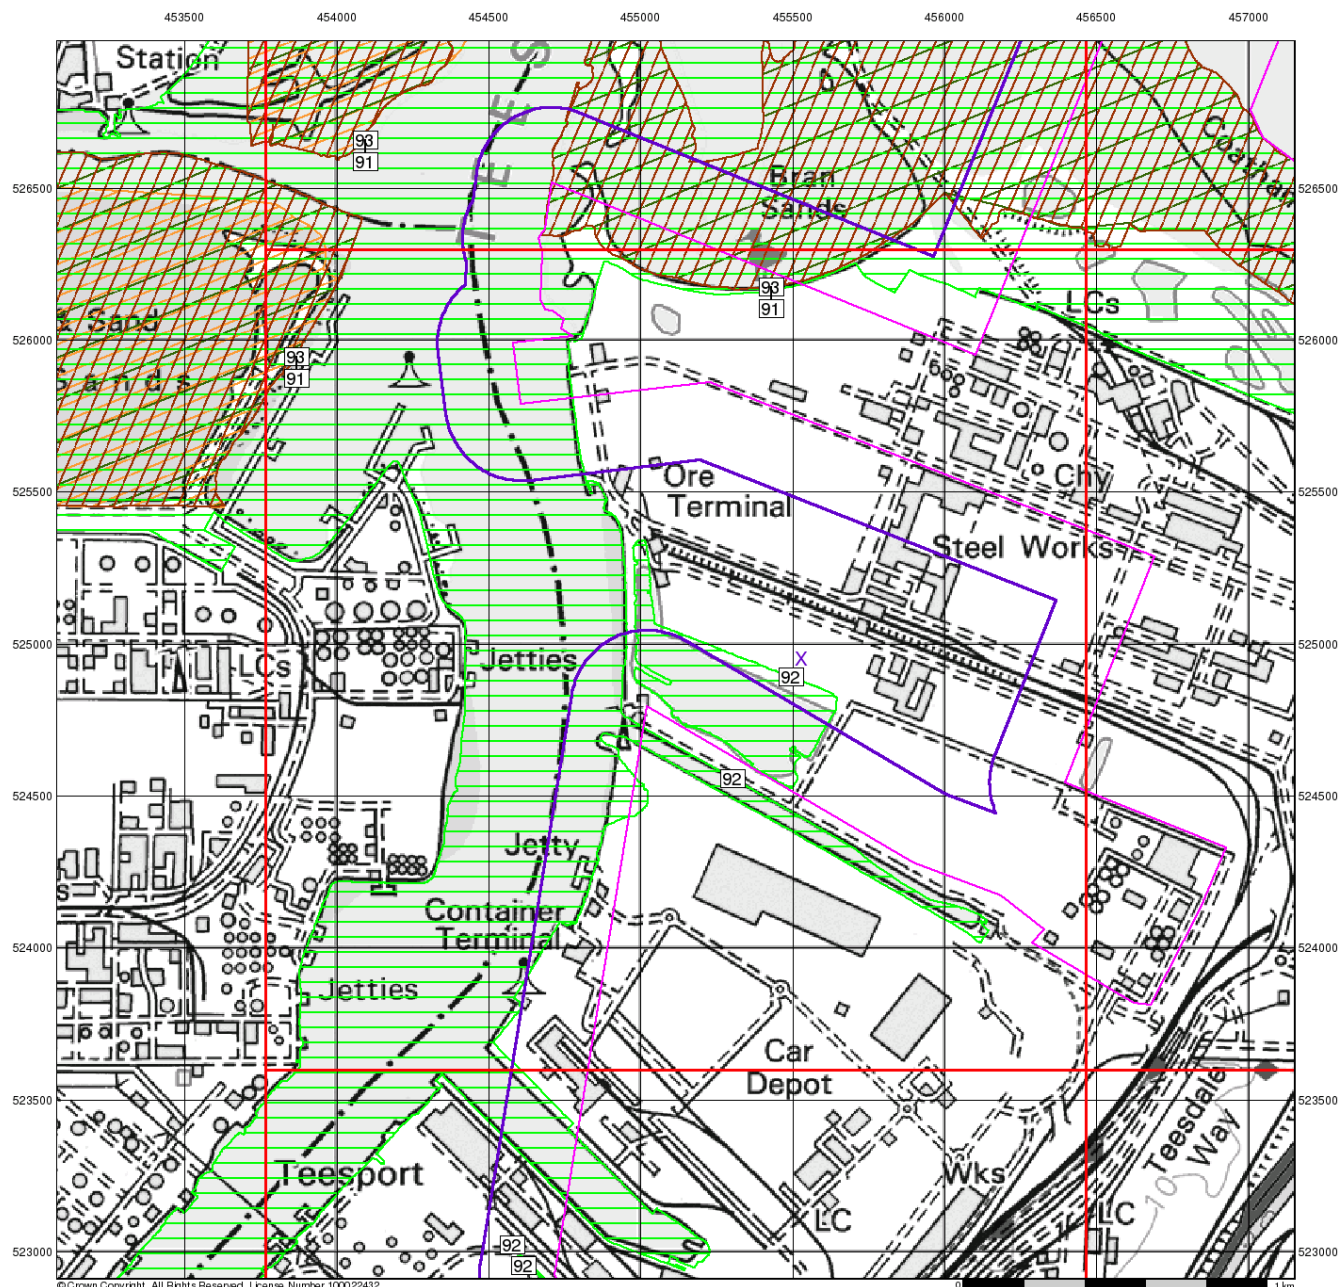 453500 454000 454500 455000 455500 456000 456500 457000
Station
TEES
93
91
Coatham
526500
526500
Bran
Sands
93
91
LCs
& Sand
Sands
526000
526000
93
91
Chy
525500
525500
Ore
Terminal
Steel Works
525000
525000
LCs
Jetties
X
92
92
524500
524500
Jetty
s
Container
Terminal
524000
524000
Jetties
Car
Depot
523500
523500
Teesdale
Way
Teesport
Wks
10
LC
LC
92
92
523000
523000
© Crown Copyright. All Rights Reserved. License Number 100022432
0 1 km